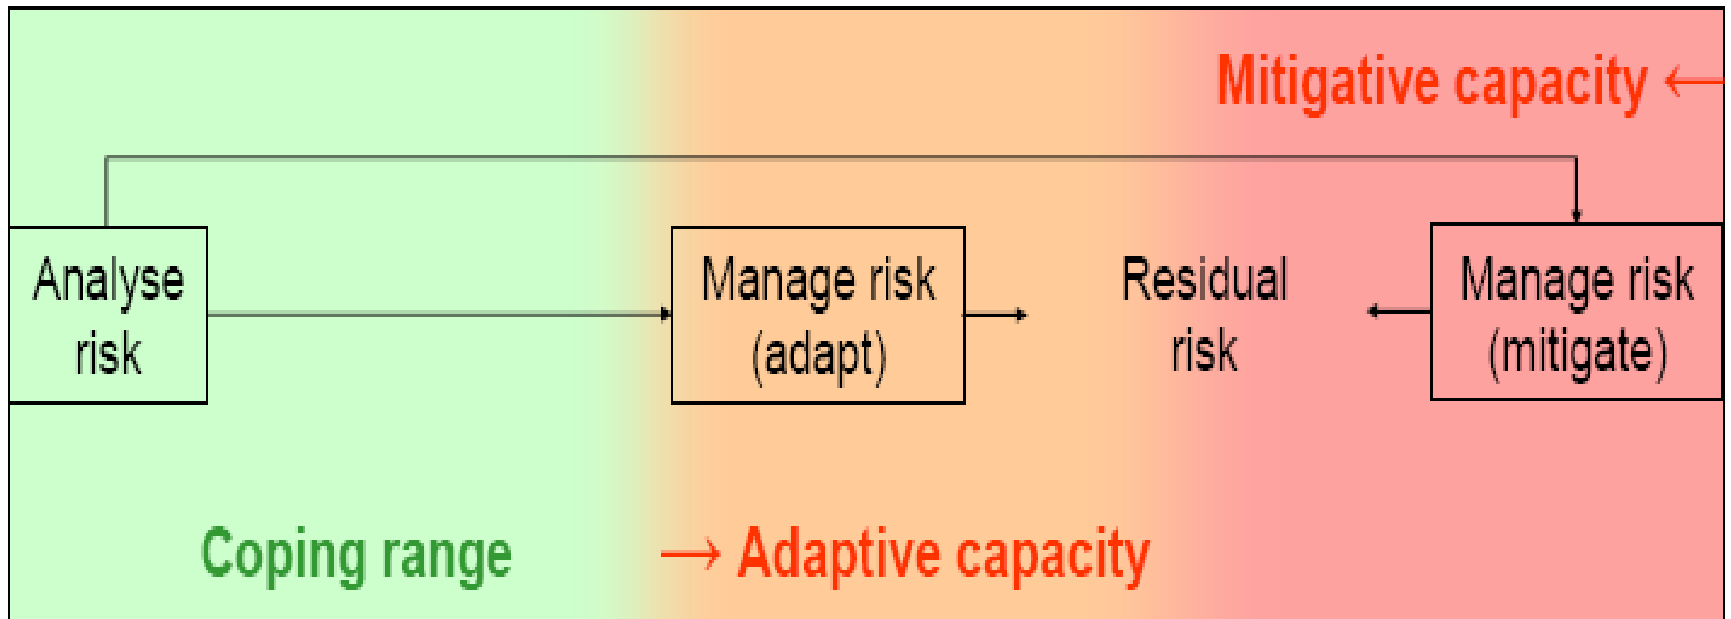 Mitigative capacity ←
Analyse
risk
Manage risk
(adapt)
Residual
risk
Manage risk
(mitigate)
Coping range
→ Adaptive capacity